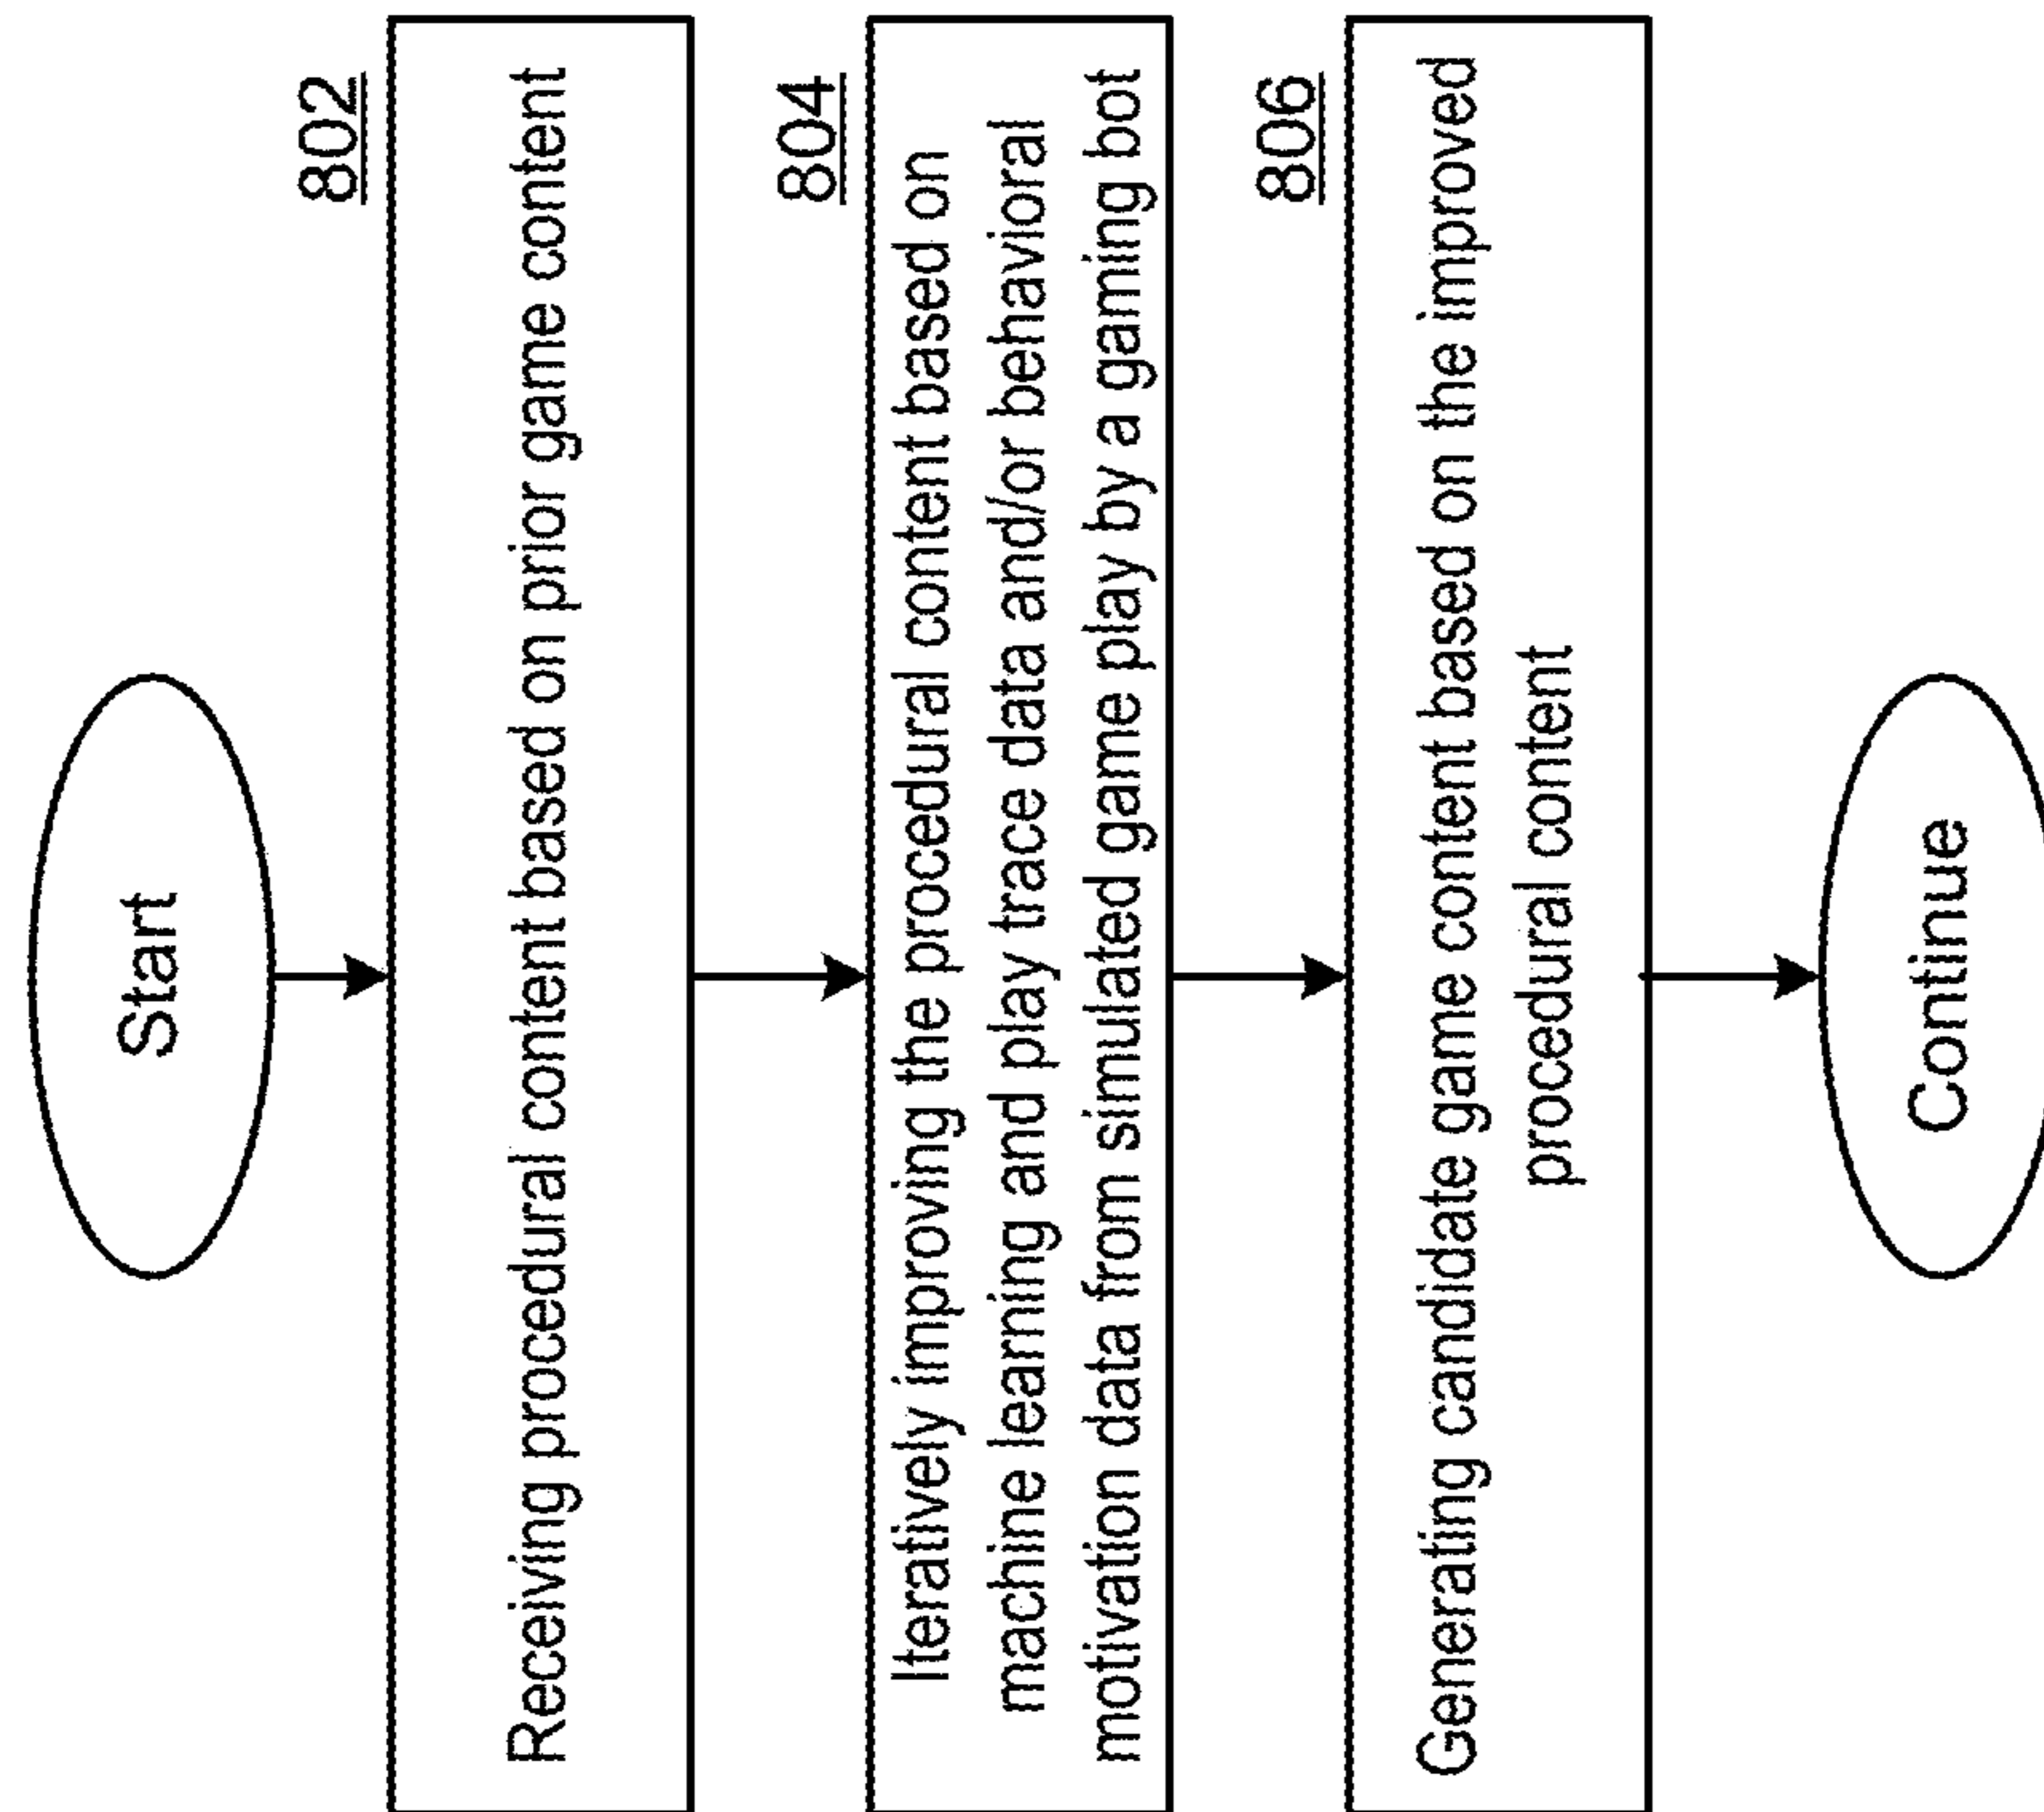 Start
802
Receiving procedural content based on prior game content
804
Iteratively improving the procedural content based on
machine learning and play trace data and/or behavioral
motivation data from simulated game play by a gaming bot
806
Generating candidate game content based on the improved
procedural content
Continue